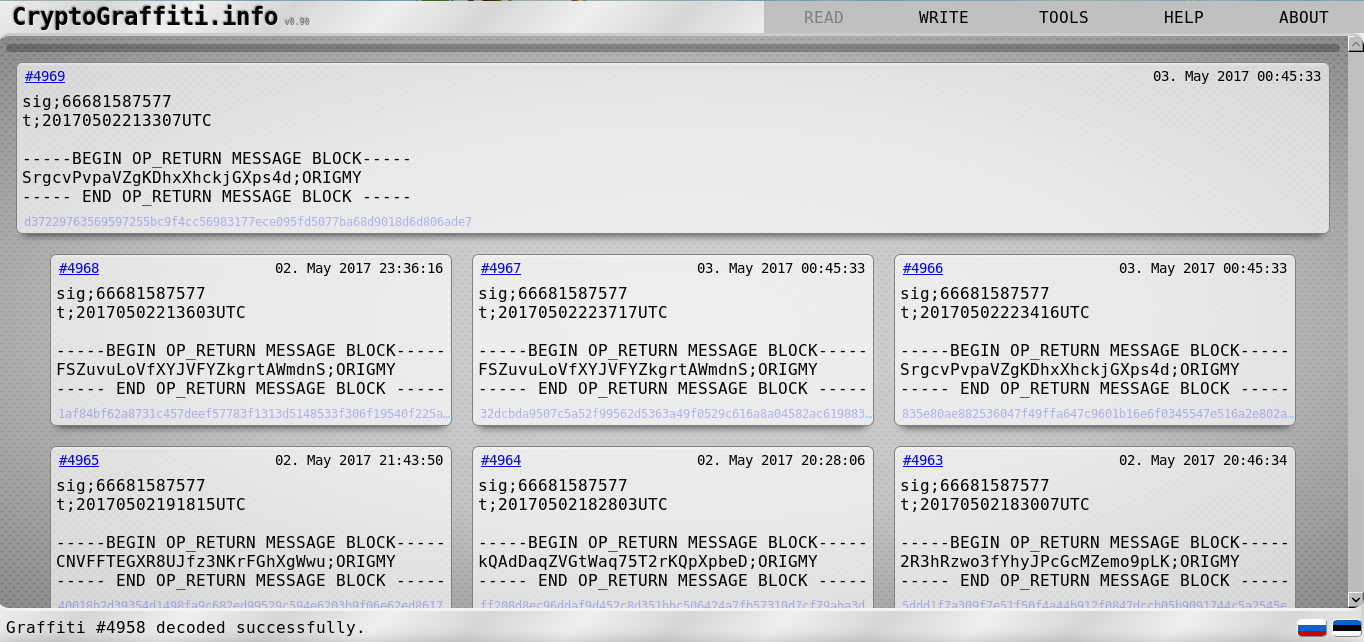 CryptoGraffiti.info v0.90
READ WRITE TOOLS HELP ABOUT
#4969 03. May 2017 00:45:33
sig;66681587577
t;20170502213307UTC
-----BEGIN OP_RETURN MESSAGE BLOCK-----
SrgcvPvpaVZgKDhxXhckjGXps4d;ORIGMY
----- END OP_RETURN MESSAGE BLOCK -----
d37229763569597255bc9f4cc56983177ece095fd5077ba68d9018d6d806ade7
#4968 02. May 2017 23:36:16
sig;66681587577
t;20170502213603UTC
-----BEGIN OP_RETURN MESSAGE BLOCK-----
FSZuvuLoVfXYJVFYZkgrtAWmdnS;ORIGMY
----- END OP_RETURN MESSAGE BLOCK -----
1af84bf62a8731c457deef57783f1313d5148533f306f19540f225a…
#4967 03. May 2017 00:45:33
sig;66681587577
t;20170502223717UTC
-----BEGIN OP_RETURN MESSAGE BLOCK-----
FSZuvuLoVfXYJVFYZkgrtAWmdnS;ORIGMY
----- END OP_RETURN MESSAGE BLOCK -----
32dcbda9507c5a52f99562d5363a49f0529c616a8a04582ac619883…
#4966 03. May 2017 00:45:33
sig;66681587577
t;20170502223416UTC
-----BEGIN OP_RETURN MESSAGE BLOCK-----
SrgcvPvpaVZgKDhxXhckjGXps4d;ORIGMY
----- END OP_RETURN MESSAGE BLOCK -----
835e80ae882536047f49ffa647c9601b16e6f0345547e516a2e802a…
#4965 02. May 2017 21:43:50
sig;66681587577
t;20170502191815UTC
-----BEGIN OP_RETURN MESSAGE BLOCK-----
CNVFFTEGXR8UJfz3NKrFGhXgWwu;ORIGMY
----- END OP_RETURN MESSAGE BLOCK -----
#4964 02. May 2017 20:28:06
sig;66681587577
t;20170502182803UTC
-----BEGIN OP_RETURN MESSAGE BLOCK-----
kQAdDaqZVGtWaq75T2rKQpXpbeD;ORIGMY
----- END OP_RETURN MESSAGE BLOCK -----
#4963 02. May 2017 20:46:34
sig;66681587577
t;20170502183007UTC
-----BEGIN OP_RETURN MESSAGE BLOCK-----
2R3hRzwo3fYhyJPcGcMZemo9pLK;ORIGMY
----- END OP_RETURN MESSAGE BLOCK -----
Graffiti #4958 decoded successfully.